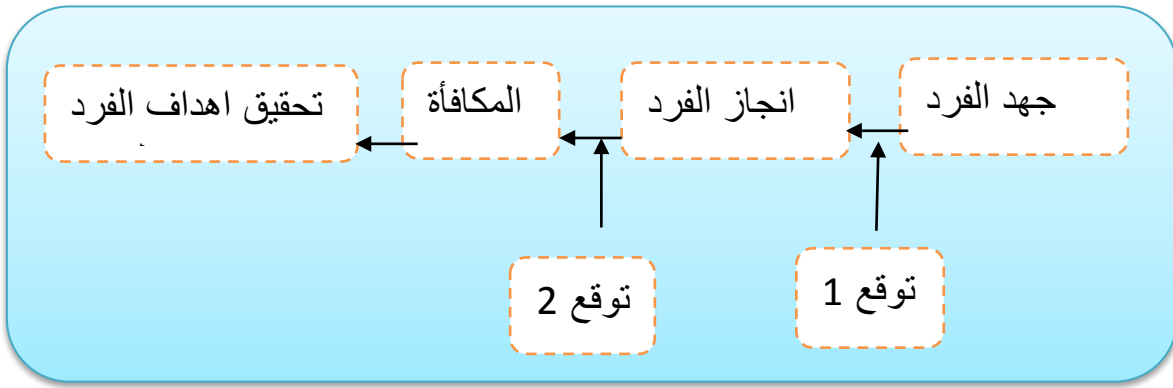 جهد الفرد
انجاز الفرد
المكافأة
تحقيق اهداف الفرد
توقع 1
توقع 2